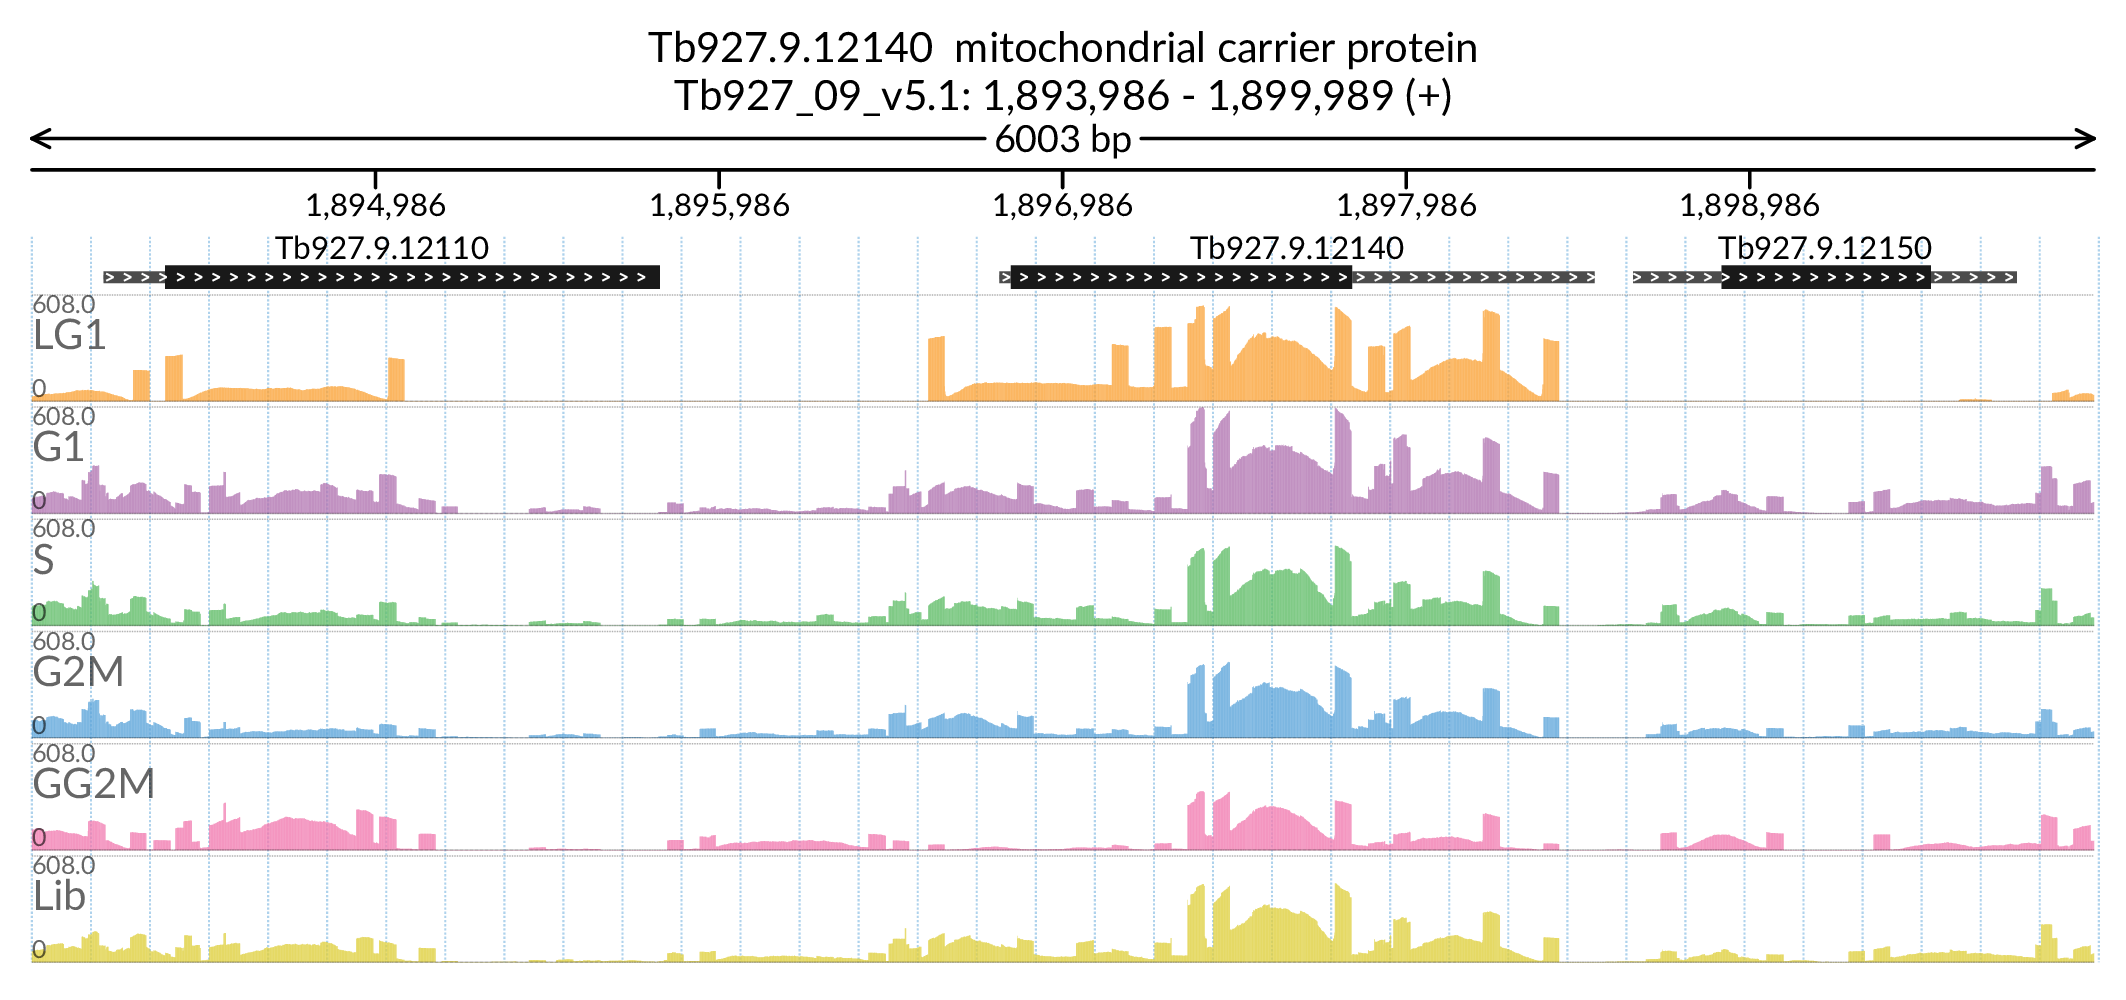 Tb927.9.12140  mitochondrial carrier protein
Tb927_09_v5.1: 1,893,986 - 1,899,989 (+)
6003 bp
1,894,986 1,895,986 1,896,986 1,897,986 1,898,986
Tb927.9.12110 Tb927.9.12140 Tb927.9.12150
608.0
LG1
0
608.0
G1
0
608.0
S
0
608.0
G2M
0
608.0
GG2M
0
608.0
Lib
0